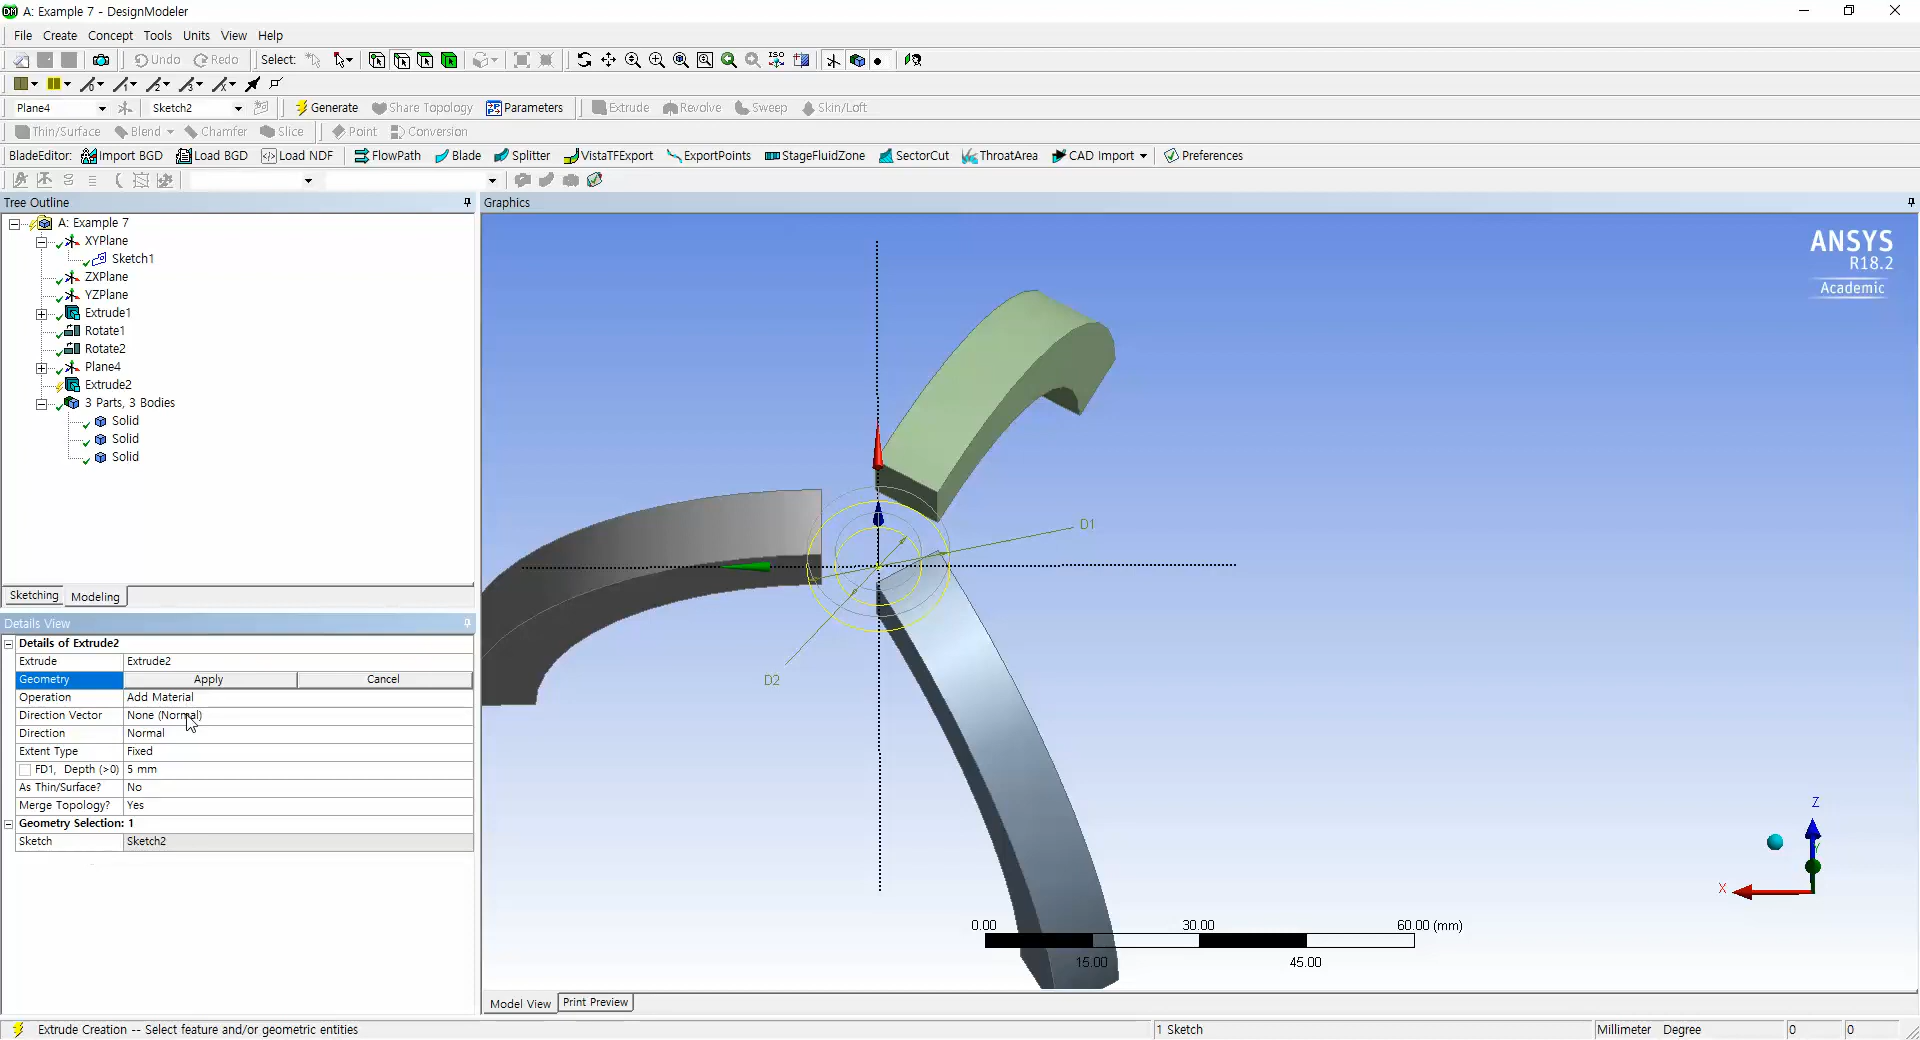 A: Example 7 - DesignModeler
File Create Concept Tools Units View Help
Undo Redo Select: ISO
Plane4 Sketch2 Generate Share Topology Parameters Extrude Revolve Sweep Skin/Loft
Thin/Surface Blend Chamfer Slice Point Conversion
BladeEditor: Import BGD Load BGD Load NDF FlowPath Blade Splitter VistaTFExport ExportPoints StageFluidZone SectorCut ThroatArea CAD Import Preferences
Tree Outline
Graphics
A: Example 7
XYPlane
Sketch1
ZXPlane
YZPlane
Extrude1
Rotate1
Rotate2
Plane4
Extrude2
3 Parts, 3 Bodies
Solid
Solid
Solid
Sketching Modeling
Details View
Details of Extrude2
Extrude Extrude2
Geometry Apply Cancel
Operation Add Material
Direction Vector None (Normal)
Direction Normal
Extent Type Fixed
FD1, Depth (>0) 5 mm
As Thin/Surface? No
Merge Topology? Yes
Geometry Selection: 1
Sketch Sketch2
ANSYS
R18.2
Academic
D1
D2
Z
Y
X
0.00 30.00 60.00 (mm)
15.00 45.00
Model View Print Preview
Extrude Creation -- Select feature and/or geometric entities 1 Sketch Millimeter Degree 0 0